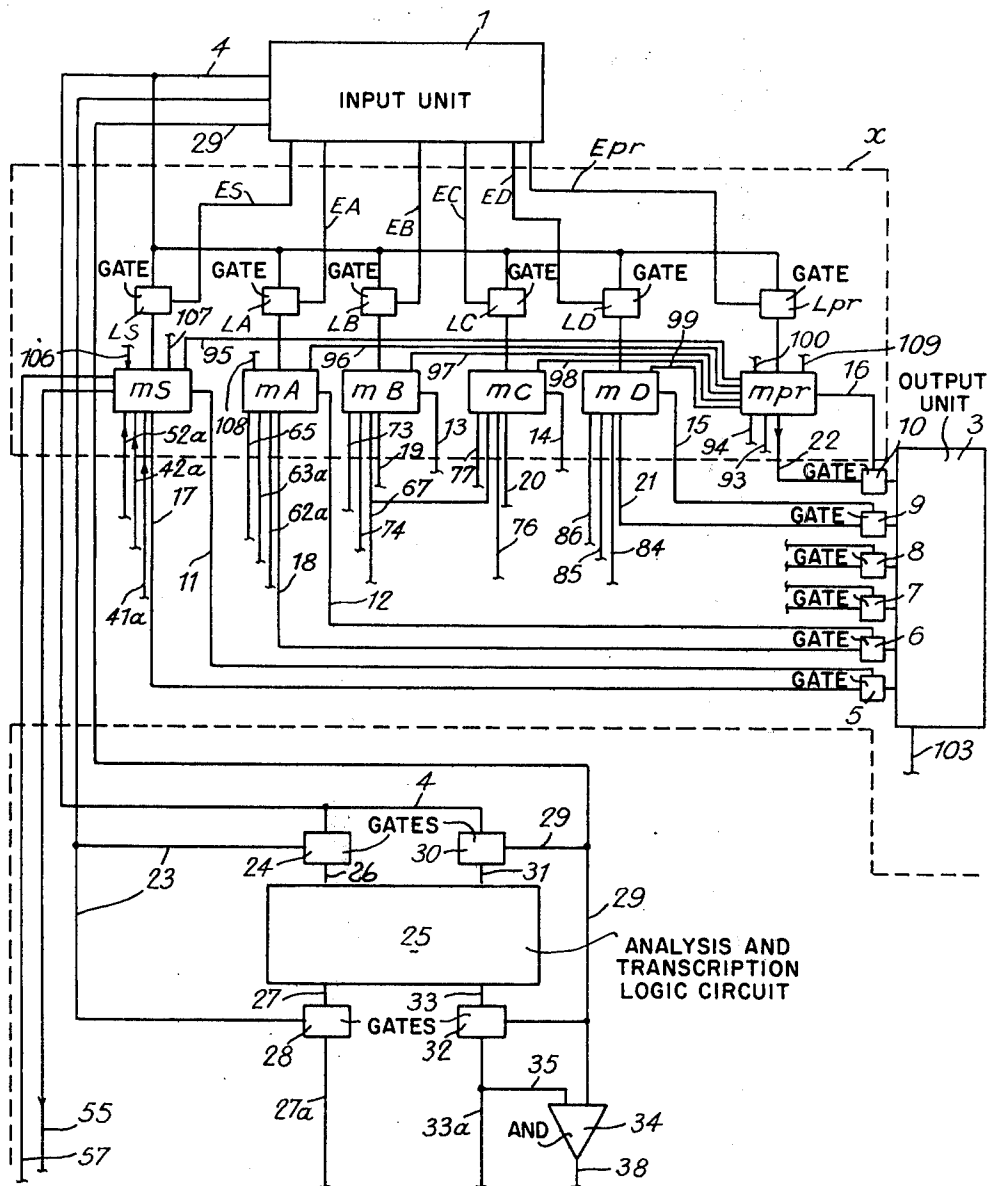 1
4
INPUT UNIT
29
x
Epr
ES
EA
EB
EC
ED
GATE GATE GATE GATE GATE GATE
LS LA LB LC LD Lpr
106 107 95 96 97 98 99 100 109
108
mS mA mB mC mD mpr
16
OUTPUT UNIT
3
10
52a 42a 17 65 63a 62a 73 19 13 77 20 14 15 94 93 22
GATE
67 74 76 86 85 84 21
GATE 9
GATE 8
GATE 7
41a 11 18 12
GATE 6
GATE 5
103
4
GATES
23 24 26 30 31 29
29
25
ANALYSIS AND
TRANSCRIPTION
LOGIC CIRCUIT
27 33
28 GATES 32
27a 33a 35
AND 34
55
57
38